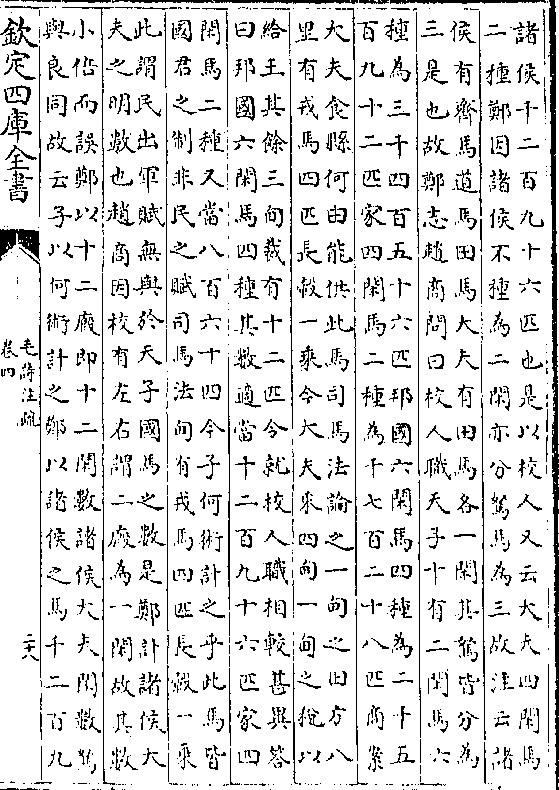 諸侯千二百九十六匹也是以校人又云大夫四閑馬
二種鄭因諸侯不種為二閑亦分駑馬為三故注云諸
侯有齊馬道馬田馬大夫有田馬各一閑其駑皆分為
三是也故鄭志趙商問曰校人職天子十有二閑馬六
種為三千四百五十六匹邦國六閑馬四種為二千五
百九十二匹家四閑馬二種為千七百二十八匹商案
大夫食縣何由能供此馬司馬法論之一甸之田方八
里有戎馬四匹長轂一乘今大夫采四甸一甸之稅以
給王其餘三甸裁有十二匹今就校人職相較甚異答
曰邦國六閑馬四種其數適當千二百九十六匹家四
閑馬二種又當八百六十四今子何術計之乎此馬皆
國君之制非民之賦司馬法甸有戎馬四匹長轂一乘
此謂民出軍賦無與於天子國馬之數是鄭計諸侯大
夫之明數也趙商因校有左右謂二廄為一閑故其數
小倍而誤鄭以十二廄即十二閑數諸侯大夫閑數駑
與良同故云子以何術計之鄭以諸侯之馬千二百九
欽定四庫全書
毛詩注疏
卷四
二六